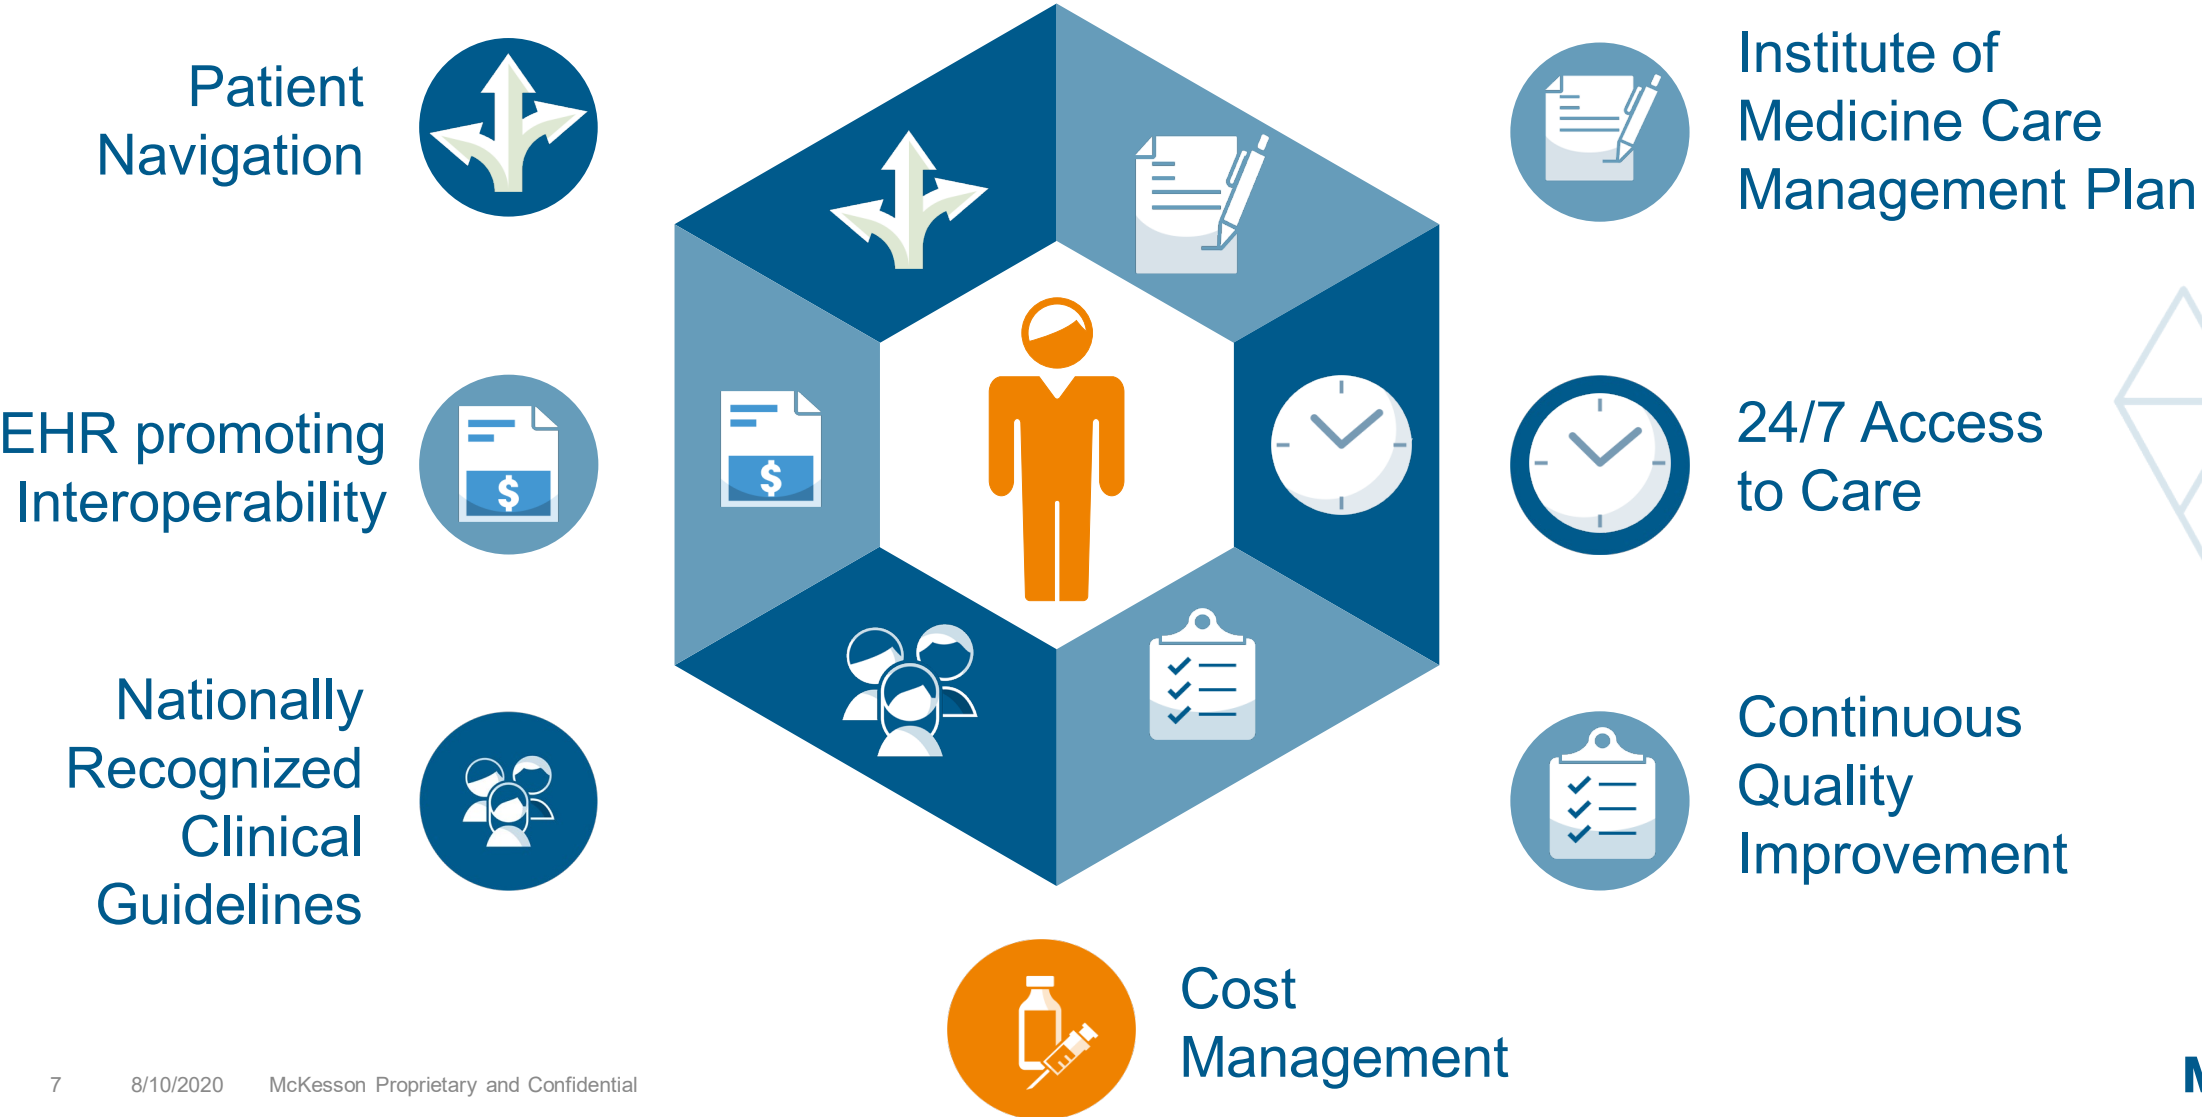 Patient
Navigation
Institute of
Medicine Care
Management Plan
EHR promoting
Interoperability
$
$
24/7 Access
to Care
Nationally
Recognized
Clinical
Guidelines
Continuous
Quality
Improvement
Cost
Management
7 8/10/2020 McKesson Proprietary and Confidential